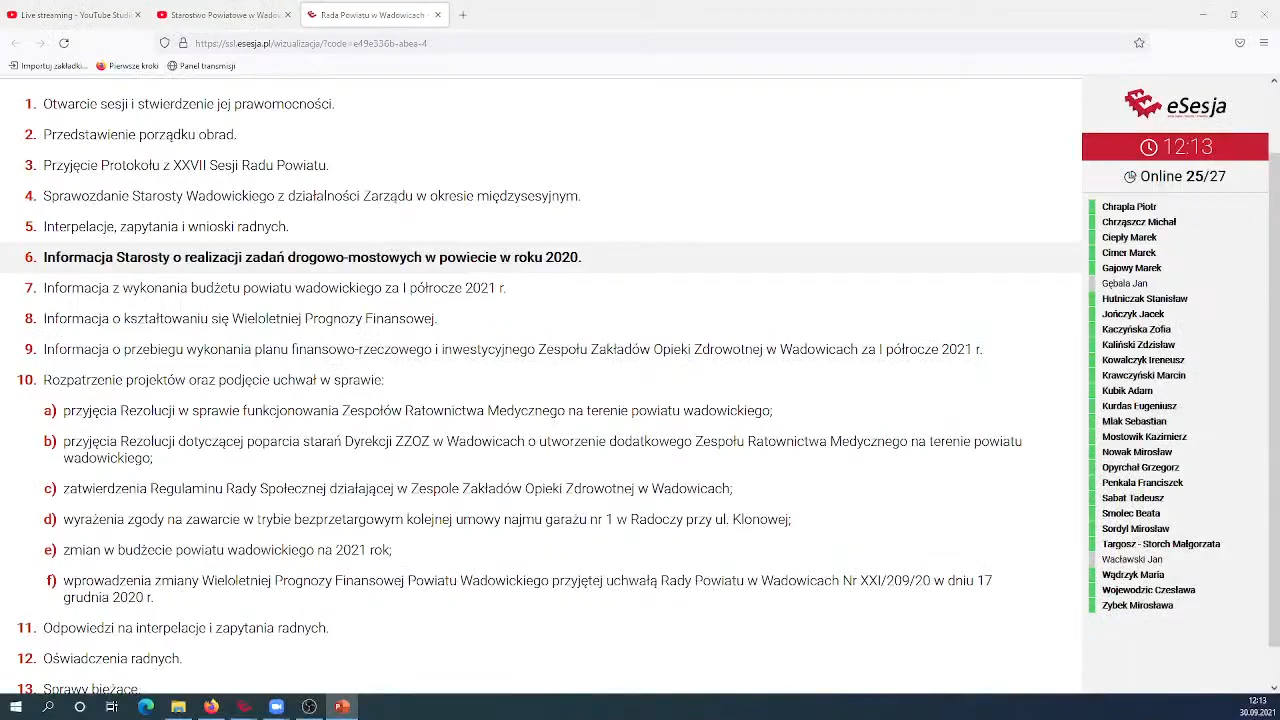 Live streaming - YouTube Studi
Starostwo Powiatowe w Wadow
Rada Powiatu w Wadowicach -
https://ssl.esesja.pl/wizualizacja/?code=e49e336b-abea-4
Importuj zakładki...
Pierwsze kroki
Panel transmisji
1. Otwarcie sesji i stwierdzenie jej prawomocności.
2. Przedstawienie porządku obrad.
3. Przyjęcie Protokołu z XXVII Sesji Rady Powiatu.
4. Sprawozdanie Starosty Wadowickiego z działalności Zarządu w okresie międzysesyjnym.
5. Interpelacje, zapytania i wnioski radnych.
6. Informacja Starosty o realizacji zadań drogowo-mostowych w powiecie w roku 2020.
7. Informacja z wykonania budżetu powiatu wadowickiego za I półrocze 2021 r.
8. Informacja o kształtowaniu się Wieloletniej Prognozy Finansowej.
9. Informacja o przebiegu wykonania planu finansowo-rzeczowego i inwestycyjnego Zespołu Zakładów Opieki Zdrowotnej w Wadowicach za I półrocze 2021 r.
10. Rozpatrzenie projektów oraz podjęcie uchwał w sprawie:
a) przyjęcia Rezolucji w sprawie funkcjonowania Zespołów Ratownictwa Medycznego na terenie powiatu wadowickiego;
b) przyjęcia Rezolucji dotyczącej poparcia starań Dyrekcji ZZOZ w Wadowicach o utworzenie dodatkowego Zespołu Ratownictwa Medycznego na terenie powiatu
wadowickiego;
c) zatwierdzenia Regulaminu Rady Społecznej działającej w Zespole Zakładów Opieki Zdrowotnej w Wadowicach;
d) wyrażenia zgody na zawarcie w trybie bezprzetargowym kolejnej umowy najmu garażu nr 1 w Radoczy przy ul. Klonowej;
e) zmian w budżecie powiatu wadowickiego na 2021 rok;
f) wprowadzenia zmiany Wieloletniej Prognozy Finansowej Powiatu Wadowickiego przyjętej uchwałą Rady Powiatu w Wadowicach Nr XXI/209/20 w dniu 17
grudnia 2020 r.
11. Odpowiedzi na interpelacje i zapytania radnych.
12. Oświadczenia radnych.
13. Sprawy bieżące.
eSesja
12:13
Online 25/27
Chrapla Piotr
Chrząszcz Michał
Ciepły Marek
Cimer Marek
Gajowy Marek
Gębala Jan
Hutniczak Stanisław
Jończyk Jacek
Kaczyńska Zofia
Kaliński Zdzisław
Kowalczyk Ireneusz
Krawczyński Marcin
Kubik Adam
Kurdas Eugeniusz
Mlak Sebastian
Mostowik Kazimierz
Nowak Mirosław
Opyrchał Grzegorz
Penkala Franciszek
Sabat Tadeusz
Smolec Beata
Sordyl Mirosław
Targosz - Storch Małgorzata
Wacławski Jan
Wądrzyk Maria
Wojewodzic Czesława
Zybek Mirosława
12:13
30.09.2021